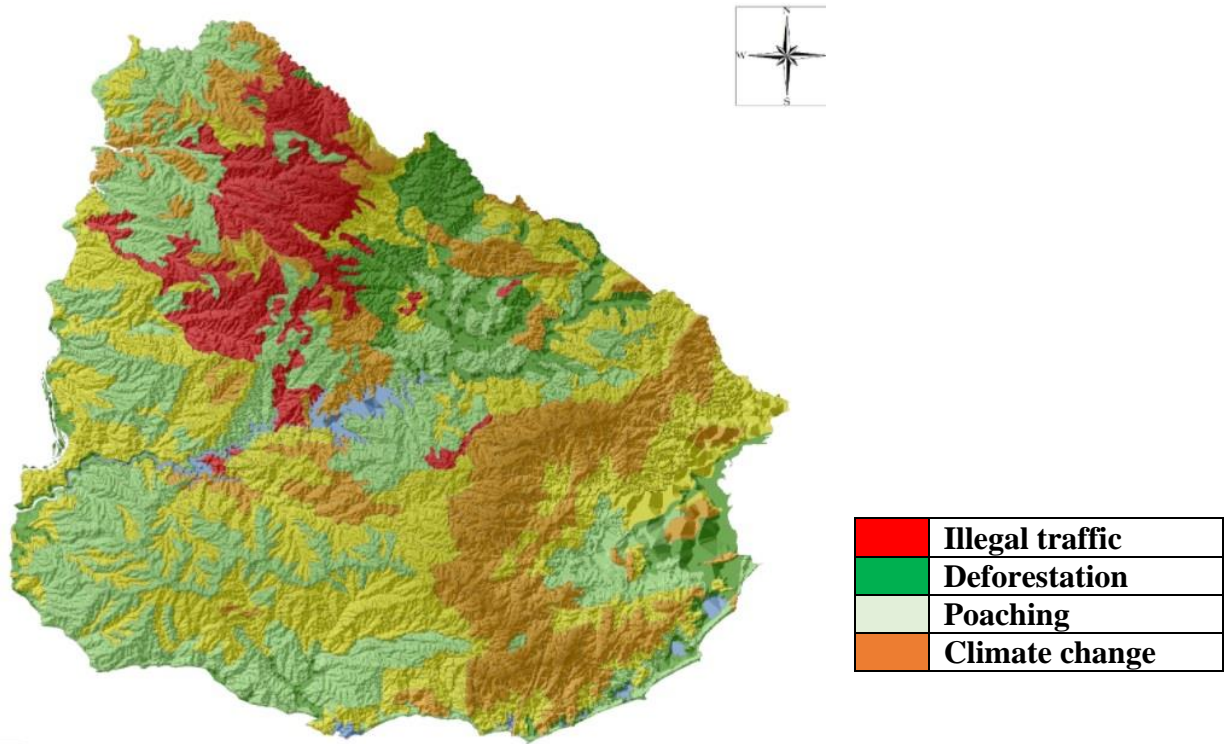 N
W
S
Illegal traffic
Deforestation
Poaching
Climate change